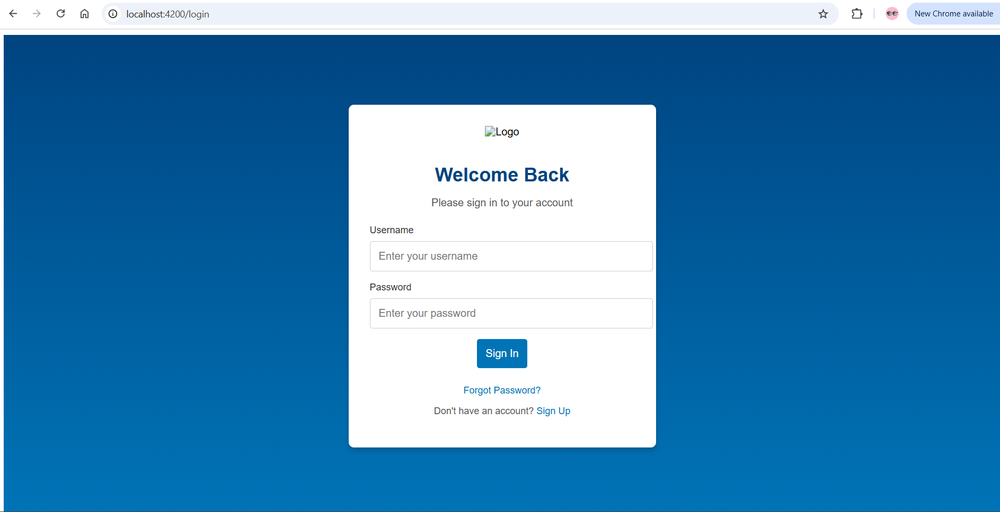 localhost:4200/login
New Chrome available
Logo
Welcome Back
Please sign in to your account
Username
Enter your username
Password
Enter your password
Sign In
Forgot Password?
Don't have an account? Sign Up